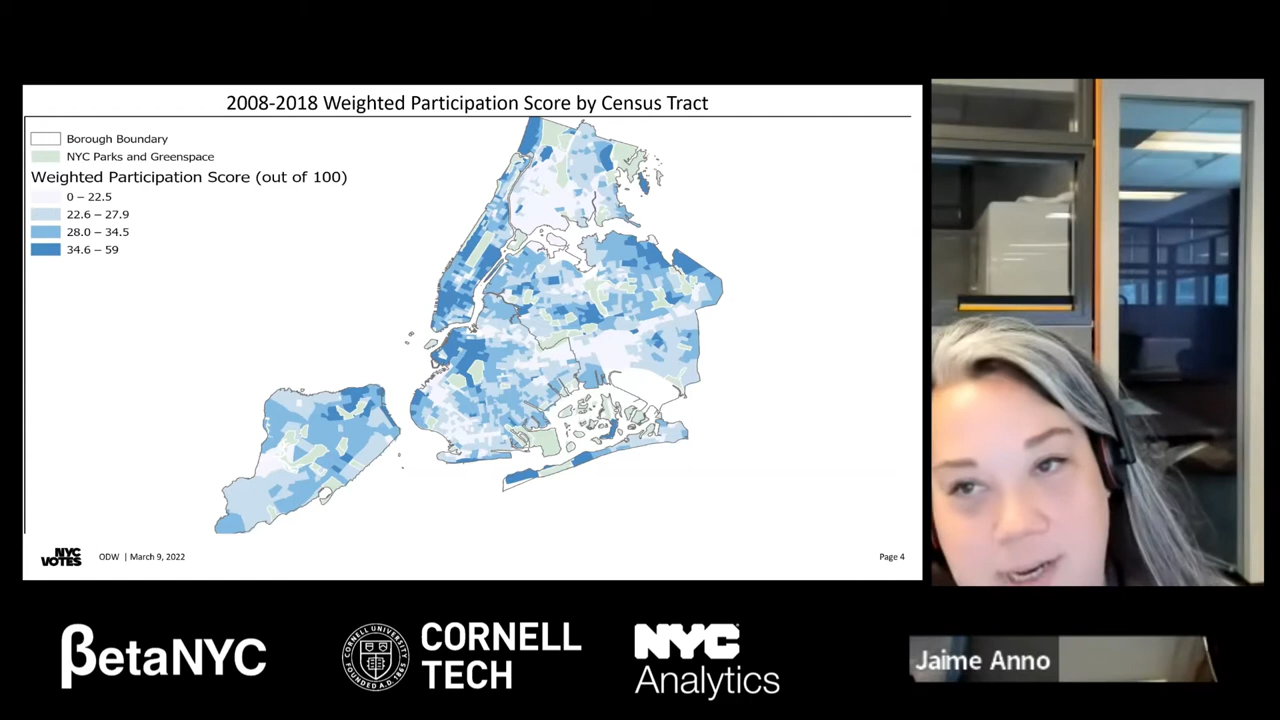 2008-2018 Weighted Participation Score by Census Tract
Borough Boundary
NYC Parks and Greenspace
Weighted Participation Score (out of 100)
0 – 22.5
22.6 – 27.9
28.0 – 34.5
34.6 – 59
NYC
VOTES
ODW | March 9, 2022
Page 4
βetaNYC
CORNELL
TECH
NYC
Analytics
Jaime Anno